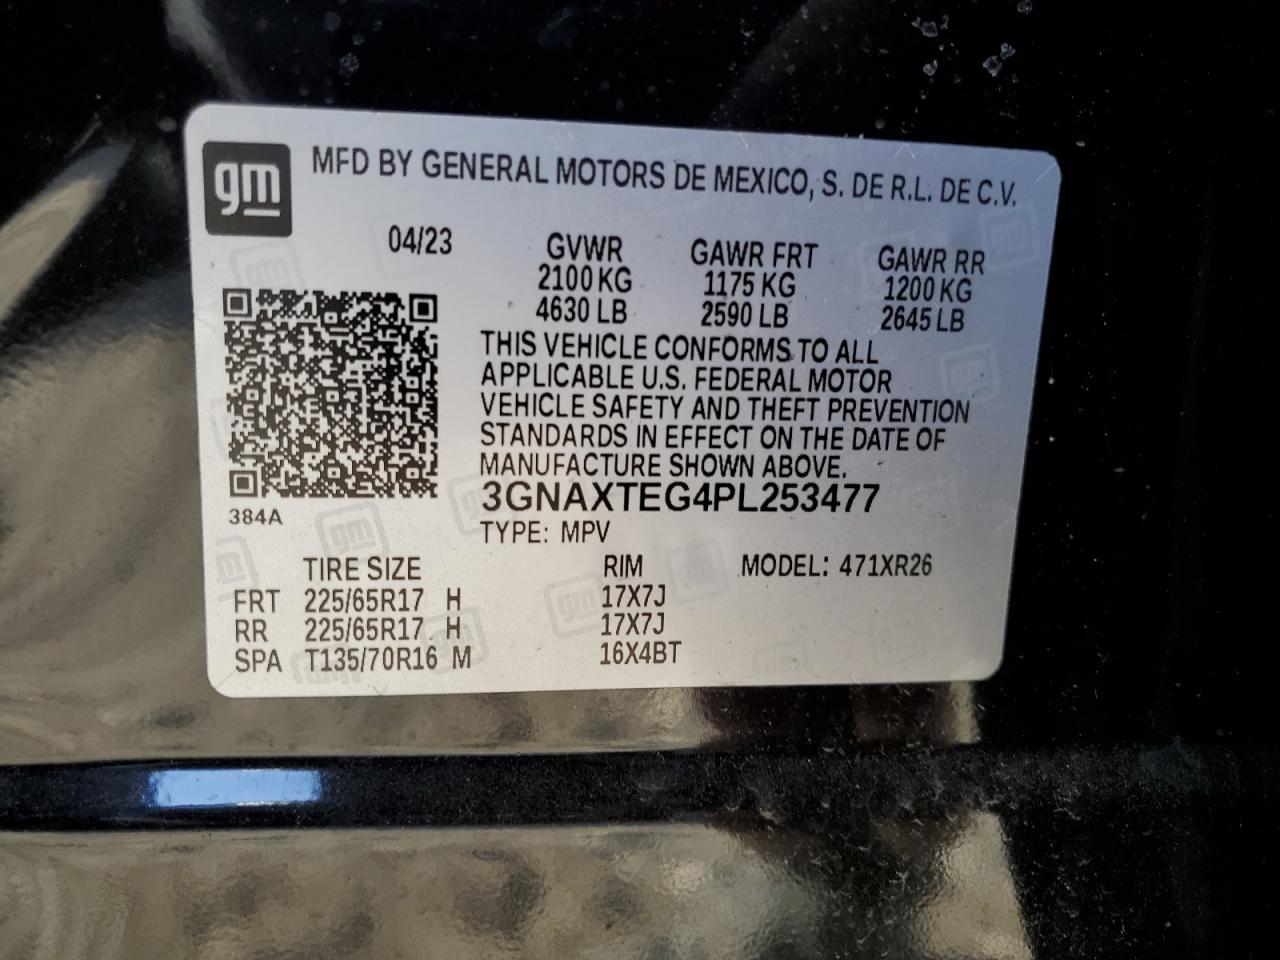 gm
MFD BY GENERAL MOTORS DE MEXICO, S. DE R.L. DE C.V.
04/23 GVWR GAWR FRT GAWR RR
2100 KG 1175 KG 1200 KG
4630 LB 2590 LB 2645 LB
THIS VEHICLE CONFORMS TO ALL
APPLICABLE U.S. FEDERAL MOTOR
VEHICLE SAFETY AND THEFT PREVENTION
STANDARDS IN EFFECT ON THE DATE OF
MANUFACTURE SHOWN ABOVE.
3GNAXTEG4PL253477
384A
TYPE: MPV
TIRE SIZE RIM MODEL: 471XR26
FRT 225/65R17 H 17X7J
RR 225/65R17 H 17X7J
SPA T135/70R16 M 16X4BT